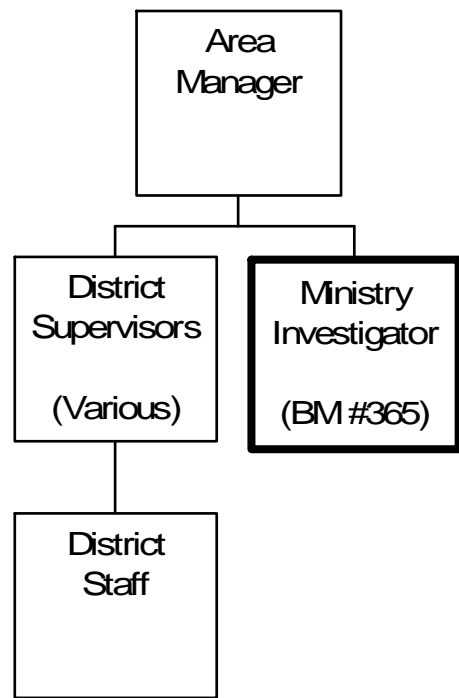 Area
Manager
District
Supervisors
(Various)
Ministry
Investigator
(BM #365)
District
Staff